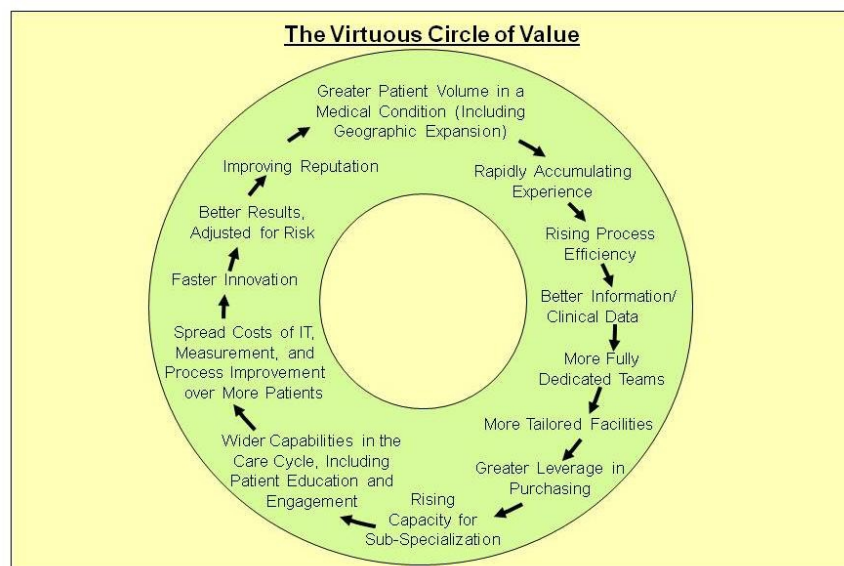 The Virtuous Circle of Value
Greater Patient Volume in a
Medical Condition (Including
Geographic Expansion)
Rapidly Accumulating
Experience
Rising Process
Efficiency
Better Information/
Clinical Data
More Fully
Dedicated Teams
More Tailored Facilities
Greater Leverage in
Purchasing
Rising
Capacity for
Sub-Specialization
Wider Capabilities in the
Care Cycle, Including
Patient Education and
Engagement
Spread Costs of IT,
Measurement, and
Process Improvement
over More Patients
Faster Innovation
Better Results,
Adjusted for Risk
Improving Reputation